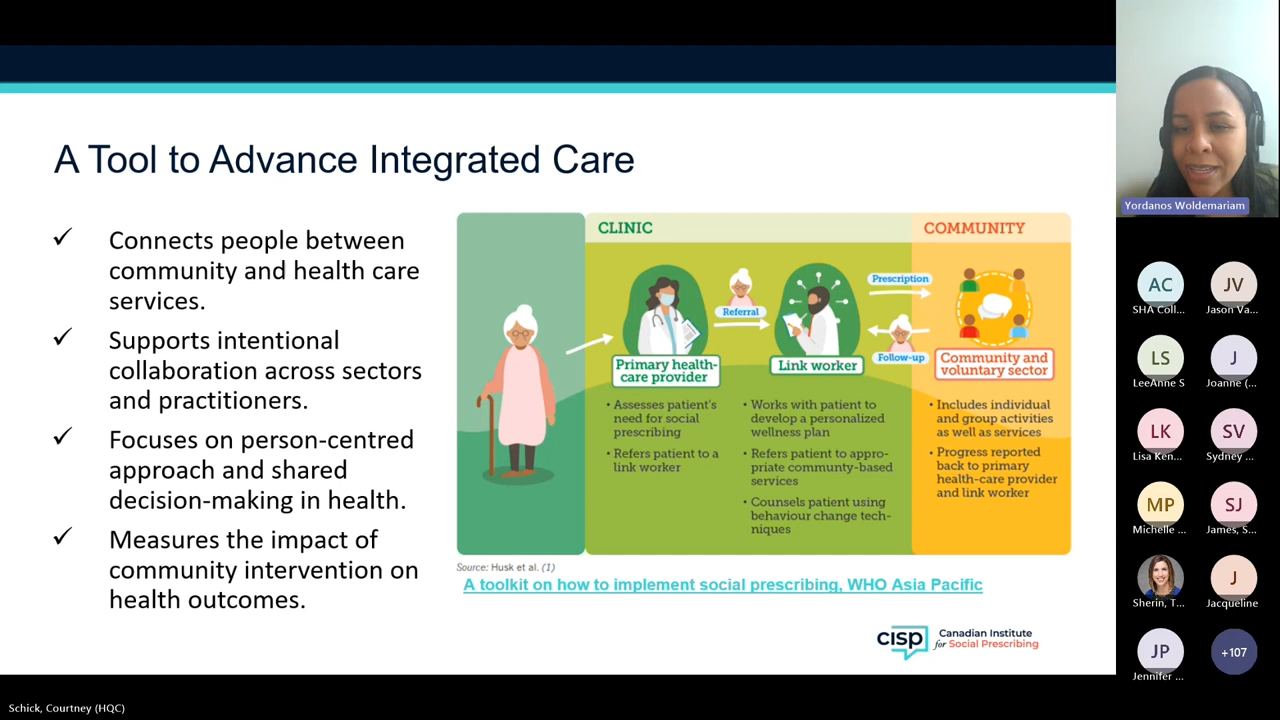 A Tool to Advance Integrated Care
✓ Connects people between
community and health care
services.
✓ Supports intentional
collaboration across sectors
and practitioners.
✓ Focuses on person-centred
approach and shared
decision-making in health.
✓ Measures the impact of
community intervention on
health outcomes.
CLINIC
COMMUNITY
Referral
Prescription
Follow-up
Primary health-
care provider
• Assesses patient's
need for social
prescribing
• Refers patient to a
link worker
Link worker
• Works with patient to
develop a personalized
wellness plan
• Refers patient to appro-
priate communty-based
services
• Counsels patient using
behaviour change tech-
niques
Community and
voluntary sector
• Includes individual
and group activities
as well as services
• Progress reported
back to primary
health-care provider
and link worker
Source: Husk et al. (1)
A toolkit on how to implement social prescribing, WHO Asia Pacific
cisp
Canadian Institute
for Social Prescribing
Yordanos Woldemariam
AC
SHA Coll...
JV
Jason Va...
LS
LeeAnne S
J
Joanne (...
LK
Lisa Ken...
SV
Sydney ...
MP
Michelle ...
SJ
James, S...
Sherin, T...
J
Jacqueline
JP
Jennifer ...
+107
Schick, Courtney (HQC)